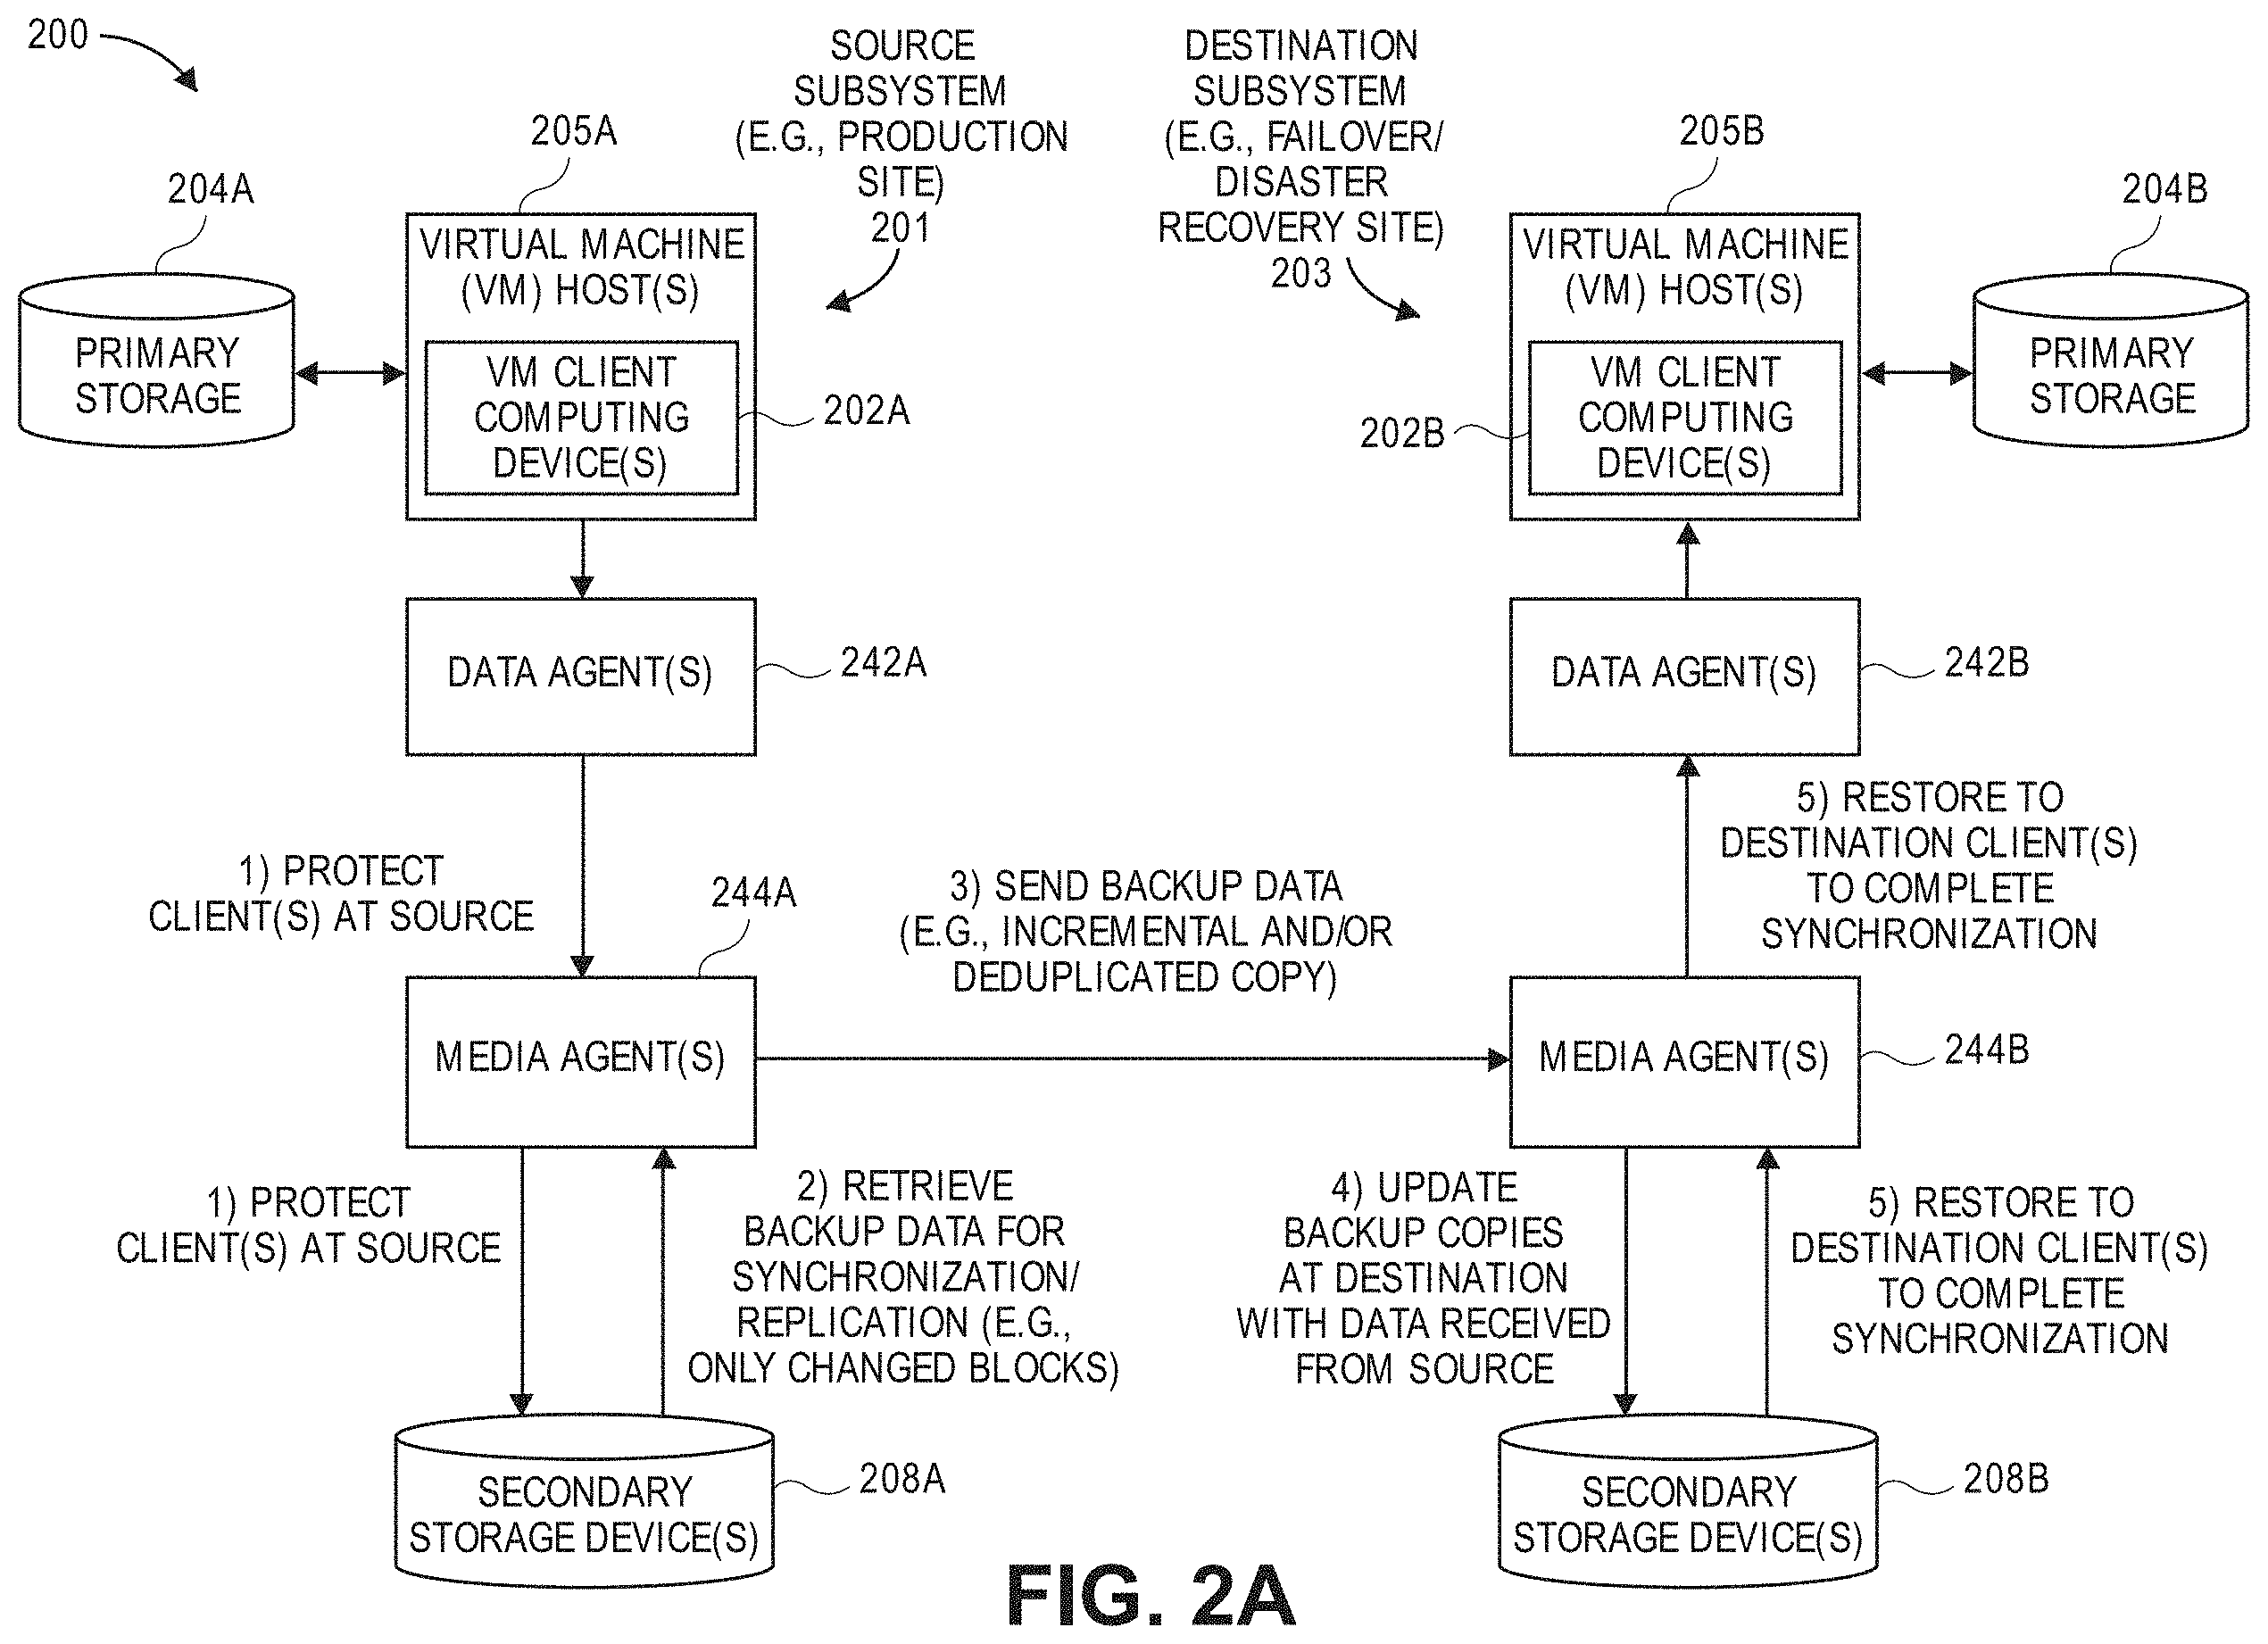 200
SOURCE
SUBSYSTEM
(E.G., PRODUCTION
SITE)
201
DESTINATION
SUBSYSTEM
(E.G., FAILOVER/
DISASTER
RECOVERY SITE)
203
205A
204A
VIRTUAL MACHINE
(VM) HOST(S)
VM CLIENT
COMPUTING
DEVICE(S)
202A
PRIMARY
STORAGE
205B
204B
VIRTUAL MACHINE
(VM) HOST(S)
VM CLIENT
COMPUTING
DEVICE(S)
202B
PRIMARY
STORAGE
DATA AGENT(S)
242A
DATA AGENT(S)
242B
1) PROTECT
CLIENT(S) AT SOURCE
244A
3) SEND BACKUP DATA
(E.G., INCREMENTAL AND/OR
DEDUPLICATED COPY)
5) RESTORE TO
DESTINATION CLIENT(S)
TO COMPLETE
SYNCHRONIZATION
MEDIA AGENT(S)
MEDIA AGENT(S)
244B
1) PROTECT
CLIENT(S) AT SOURCE
2) RETRIEVE
BACKUP DATA FOR
SYNCHRONIZATION/
REPLICATION (E.G.,
ONLY CHANGED BLOCKS)
4) UPDATE
BACKUP COPIES
AT DESTINATION
WITH DATA RECEIVED
FROM SOURCE
5) RESTORE TO
DESTINATION CLIENT(S)
TO COMPLETE
SYNCHRONIZATION
SECONDARY
STORAGE DEVICE(S)
208A
SECONDARY
STORAGE DEVICE(S)
208B
FIG. 2A